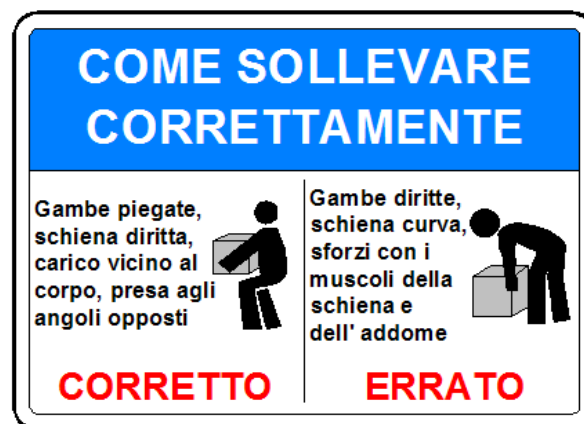 COME SOLLEVARE
CORRETTAMENTE
Gambe piegate,
schiena diritta,
carico vicino al
corpo, presa agli
angoli opposti
CORRETTO
Gambe diritte,
schiena curva,
sforzi con i
muscoli della
schiena e
dell' addome
ERRATO